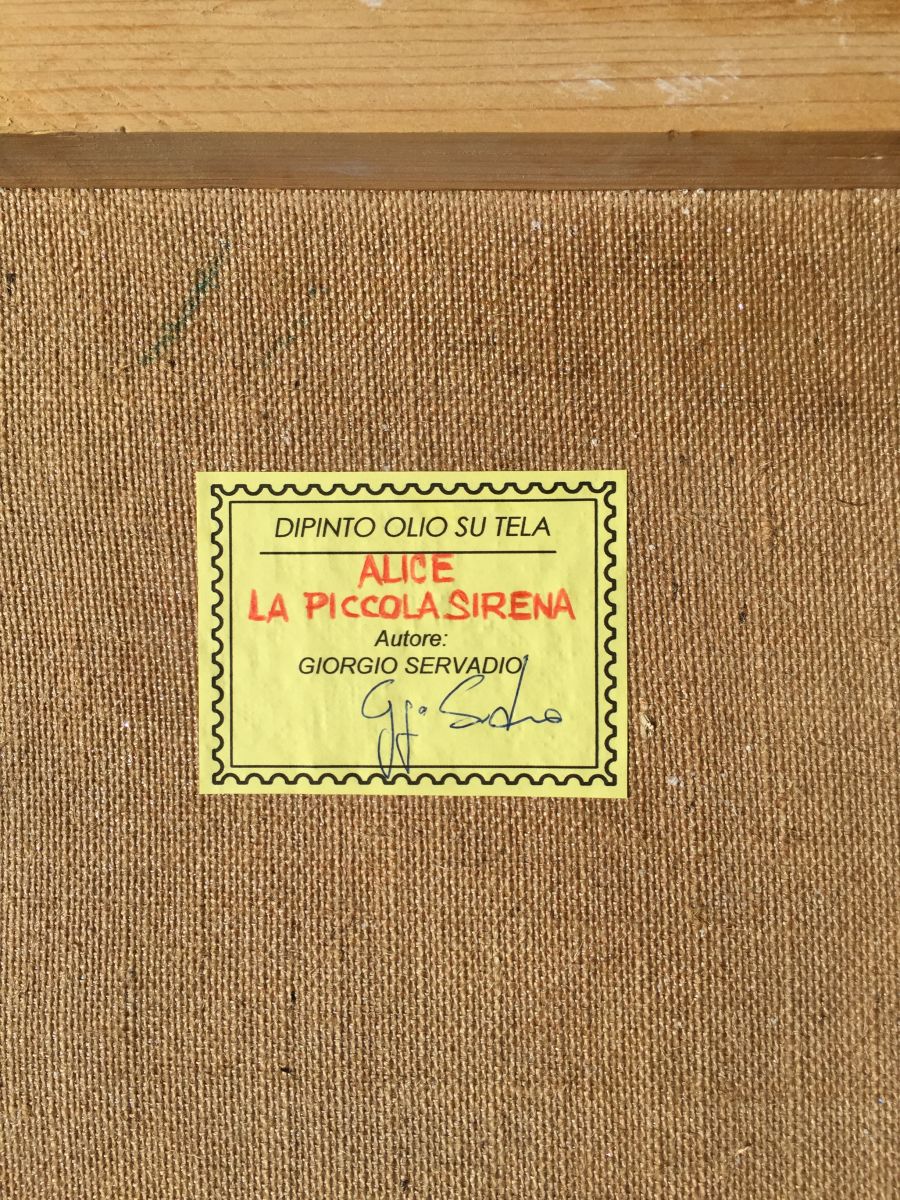 DIPINTO OLIO SU TELA
ALICE
LA PICCOLA SIRENA
Autore:
GIORGIO SERVADIO